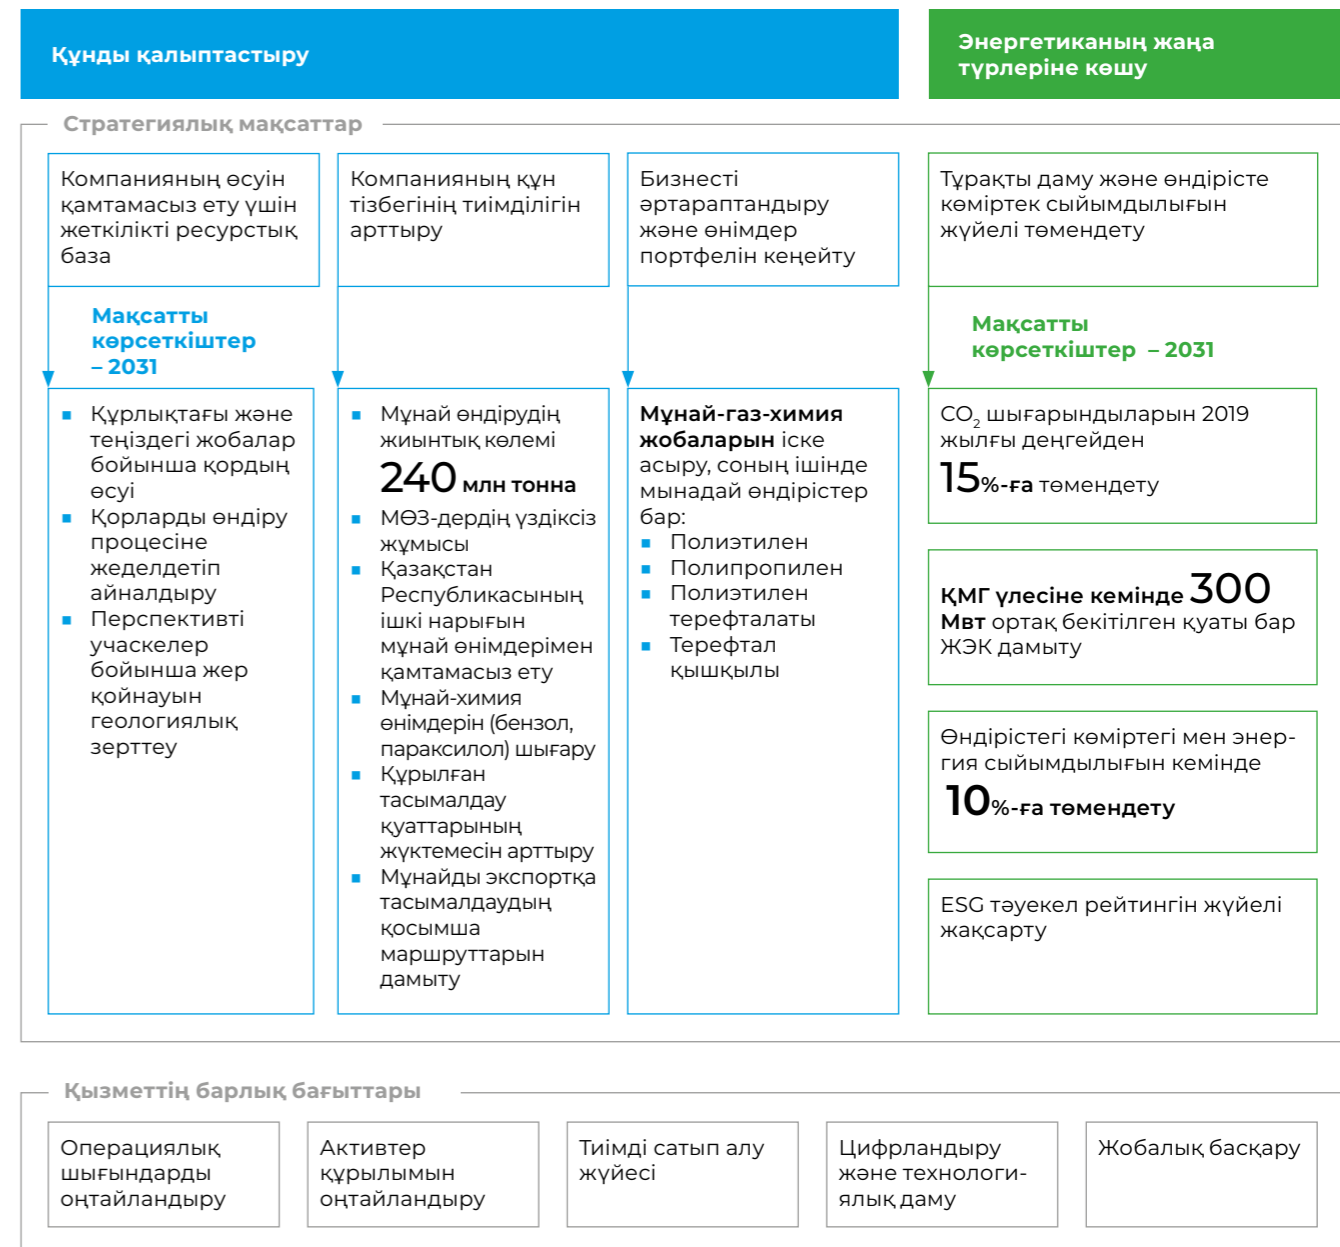 Құнды қалыптастыру
Энергетиканың жаңа
түрлеріне көшу
Стратегиялық мақсаттар
Компанияның өсуін
қамтамасыз ету үшін
жеткілікті ресурстық
база
Компанияның құн
тізбегінің тиімділігін
арттыру
Бизнесті
әртараптандыру
және өнімдер
портфелін кеңейту
Тұрақты даму және өндірісте
көміртек сыйымдылығын
жүйелі төмендету
Мақсатты
көрсеткіштер
– 2031
Мақсатты
көрсеткіштер – 2031
▪ Құрлықтағы және
теңіздегі жобалар
бойынша қордың
өсуі
▪ Қорларды өндіру
процесіне
жеделдетіп
айналдыру
▪ Перспективті
учаскелер
бойынша жер
қойнауын
геологиялық
зерттеу
▪ Мұнай өндірудің
жиынтық көлемі
240 млн тонна
▪ МӨЗ-дердің үздіксіз
жұмысы
▪ Қазақстан
Республикасының
ішкі нарығын
мұнай өнімдерімен
қамтамасыз ету
▪ Мұнай-химия
өнімдерін (бензол,
параксилол) шығару
▪ Құрылған
тасымалдау
қуаттарының
жүктемесін арттыру
▪ Мұнайды экспортқа
тасымалдаудың
қосымша
маршруттарын
дамыту
Мұнай-газ-химия
жобаларын іске
асыру, соның ішінде
мынадай өндірістер
бар:
▪ Полиэтилен
▪ Полипропилен
▪ Полиэтилен
терефталаты
▪ Терефтал
қышқылы
CO₂ шығарындыларын 2019
жылғы деңгейден
15%-ға төмендету
ҚМГ үлесіне кемінде 300
Мвт ортақ бекітілген қуаты бар
ЖЭК дамыту
Өндірістегі көміртегі мен энер-
гия сыйымдылығын кемінде
10%-ға төмендету
ESG тәуекел рейтингін жүйелі
жақсарту
Қызметтің барлық бағыттары
Операциялық
шығындарды
оңтайландыру
Активтер
құрылымын
оңтайландыру
Тиімді сатып алу
жүйесі
Цифрландыру
және технологи-
ялық даму
Жобалық басқару